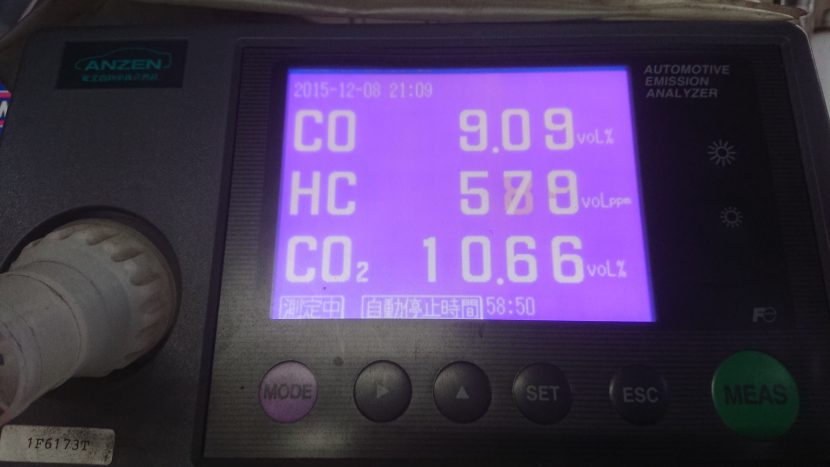 ANZEN
AUTOMOTIVE
EMISSION
ANALYZER
2015-12-08 21:09
CO 9.09 vol%
HC volppm
CO₂ 10.66 vol%
測定中 自動停止時間 58:50
Fe
MODE SET ESC MEAS
1F6173T